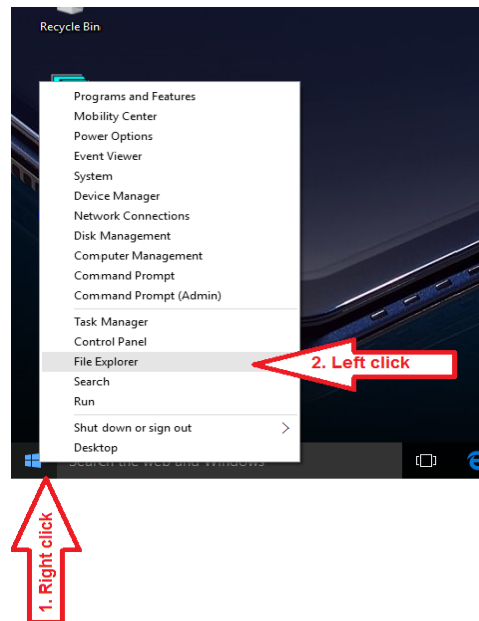 Recycle Bin
Programs and Features
Mobility Center
Power Options
Event Viewer
System
Device Manager
Network Connections
Disk Management
Computer Management
Command Prompt
Command Prompt (Admin)
Task Manager
Control Panel
File Explorer
2. Left click
Search
Run
Shut down or sign out
Desktop
Search the web and Windows
1. Right click